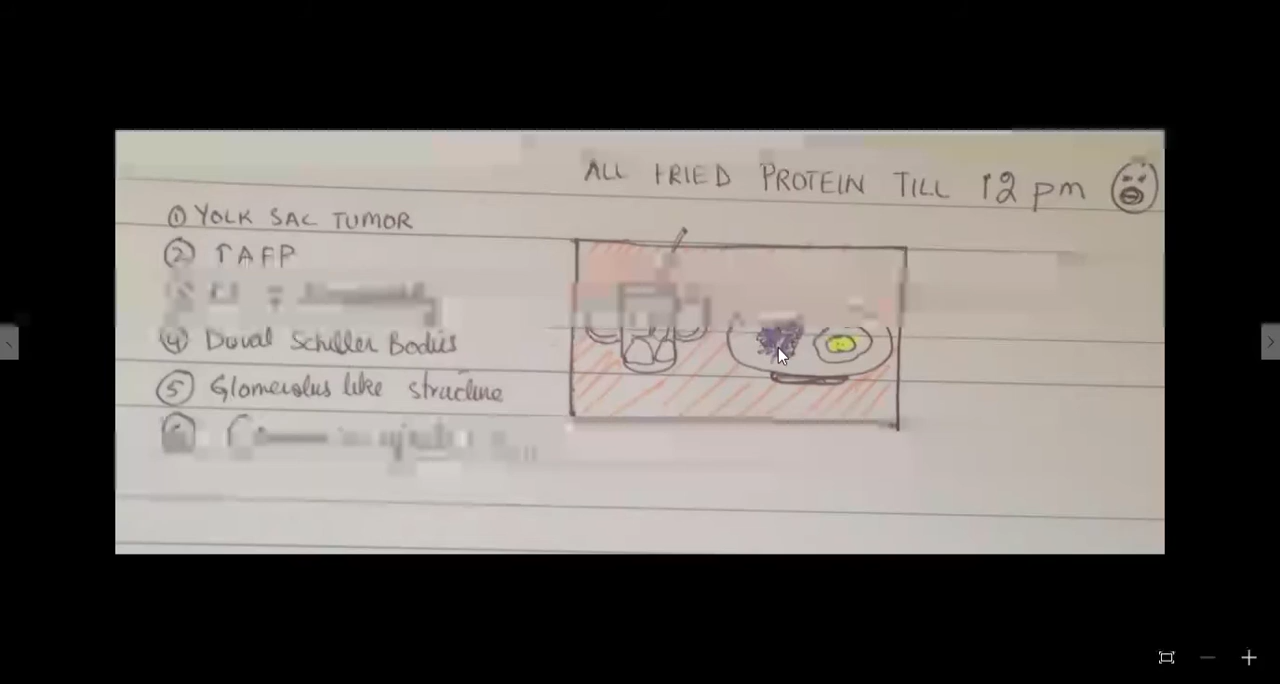 ALL FRIED PROTEIN TILL 12 pm
① YOLK SAC TUMOR
② ↑ AFP
④ Duval Schiller Bodies
⑤ Glomerolus like structure